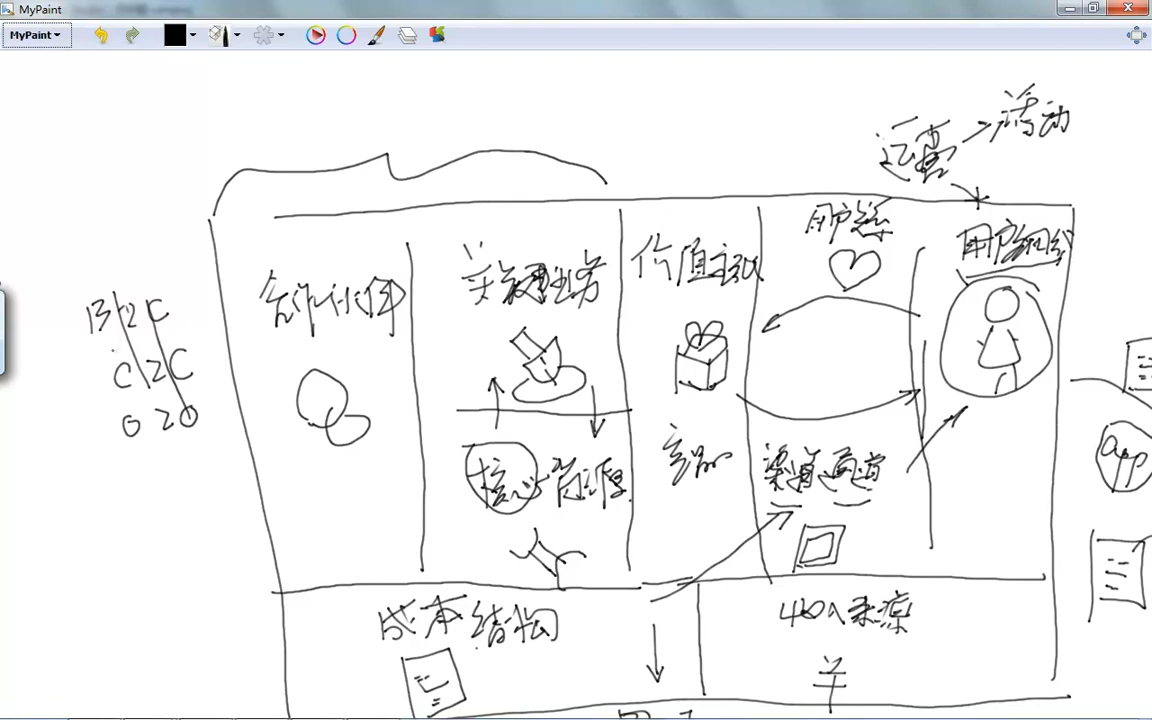 MyPaint
MyPaint
运营
活动
合作伙伴
关键业务
价值主张
用户关系
用户细分
B2C
C2C
O2O
核心资源
产品
渠道通道
app
成本结构
收入来源